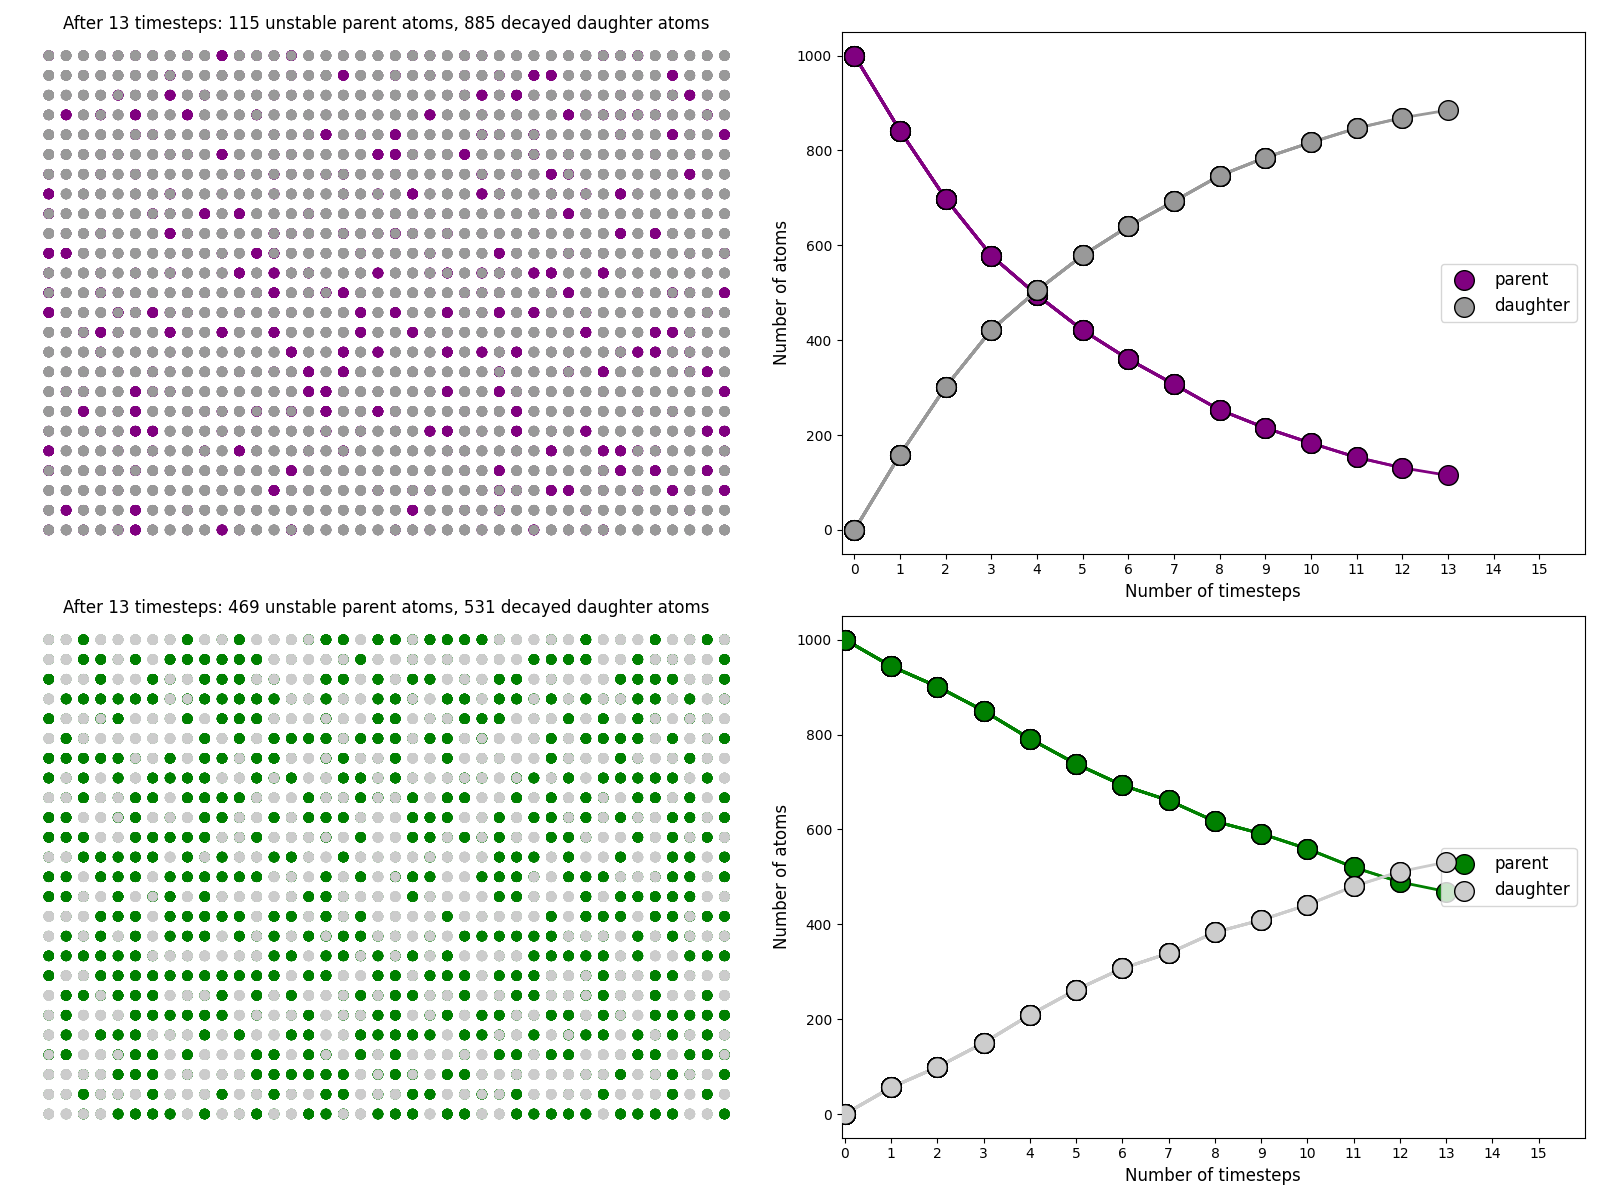 After 13 timesteps: 115 unstable parent atoms, 885 decayed daughter atoms
1000
800
600
400
200
0
Number of atoms
parent
daughter
0 1 2 3 4 5 6 7 8 9 10 11 12 13 14 15
Number of timesteps
After 13 timesteps: 469 unstable parent atoms, 531 decayed daughter atoms
1000
800
600
400
200
0
Number of atoms
parent
daughter
0 1 2 3 4 5 6 7 8 9 10 11 12 13 14 15
Number of timesteps